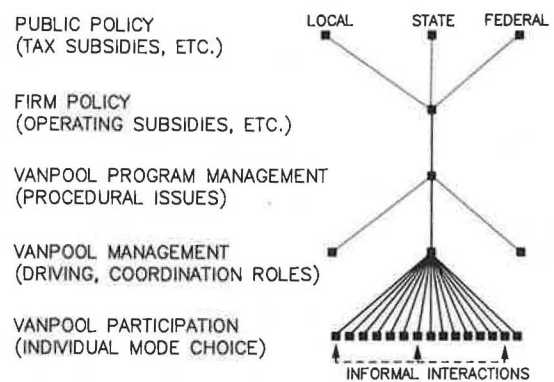 LOCAL STATE FEDERAL
PUBLIC POLICY
(TAX SUBSIDIES, ETC.)
FIRM POLICY
(OPERATING SUBSIDIES, ETC.)
VANPOOL PROGRAM MANAGEMENT
(PROCEDURAL ISSUES)
VANPOOL MANAGEMENT
(DRIVING, COORDINATION ROLES)
VANPOOL PARTICIPATION
(INDIVIDUAL MODE CHOICE)
INFORMAL INTERACTIONS